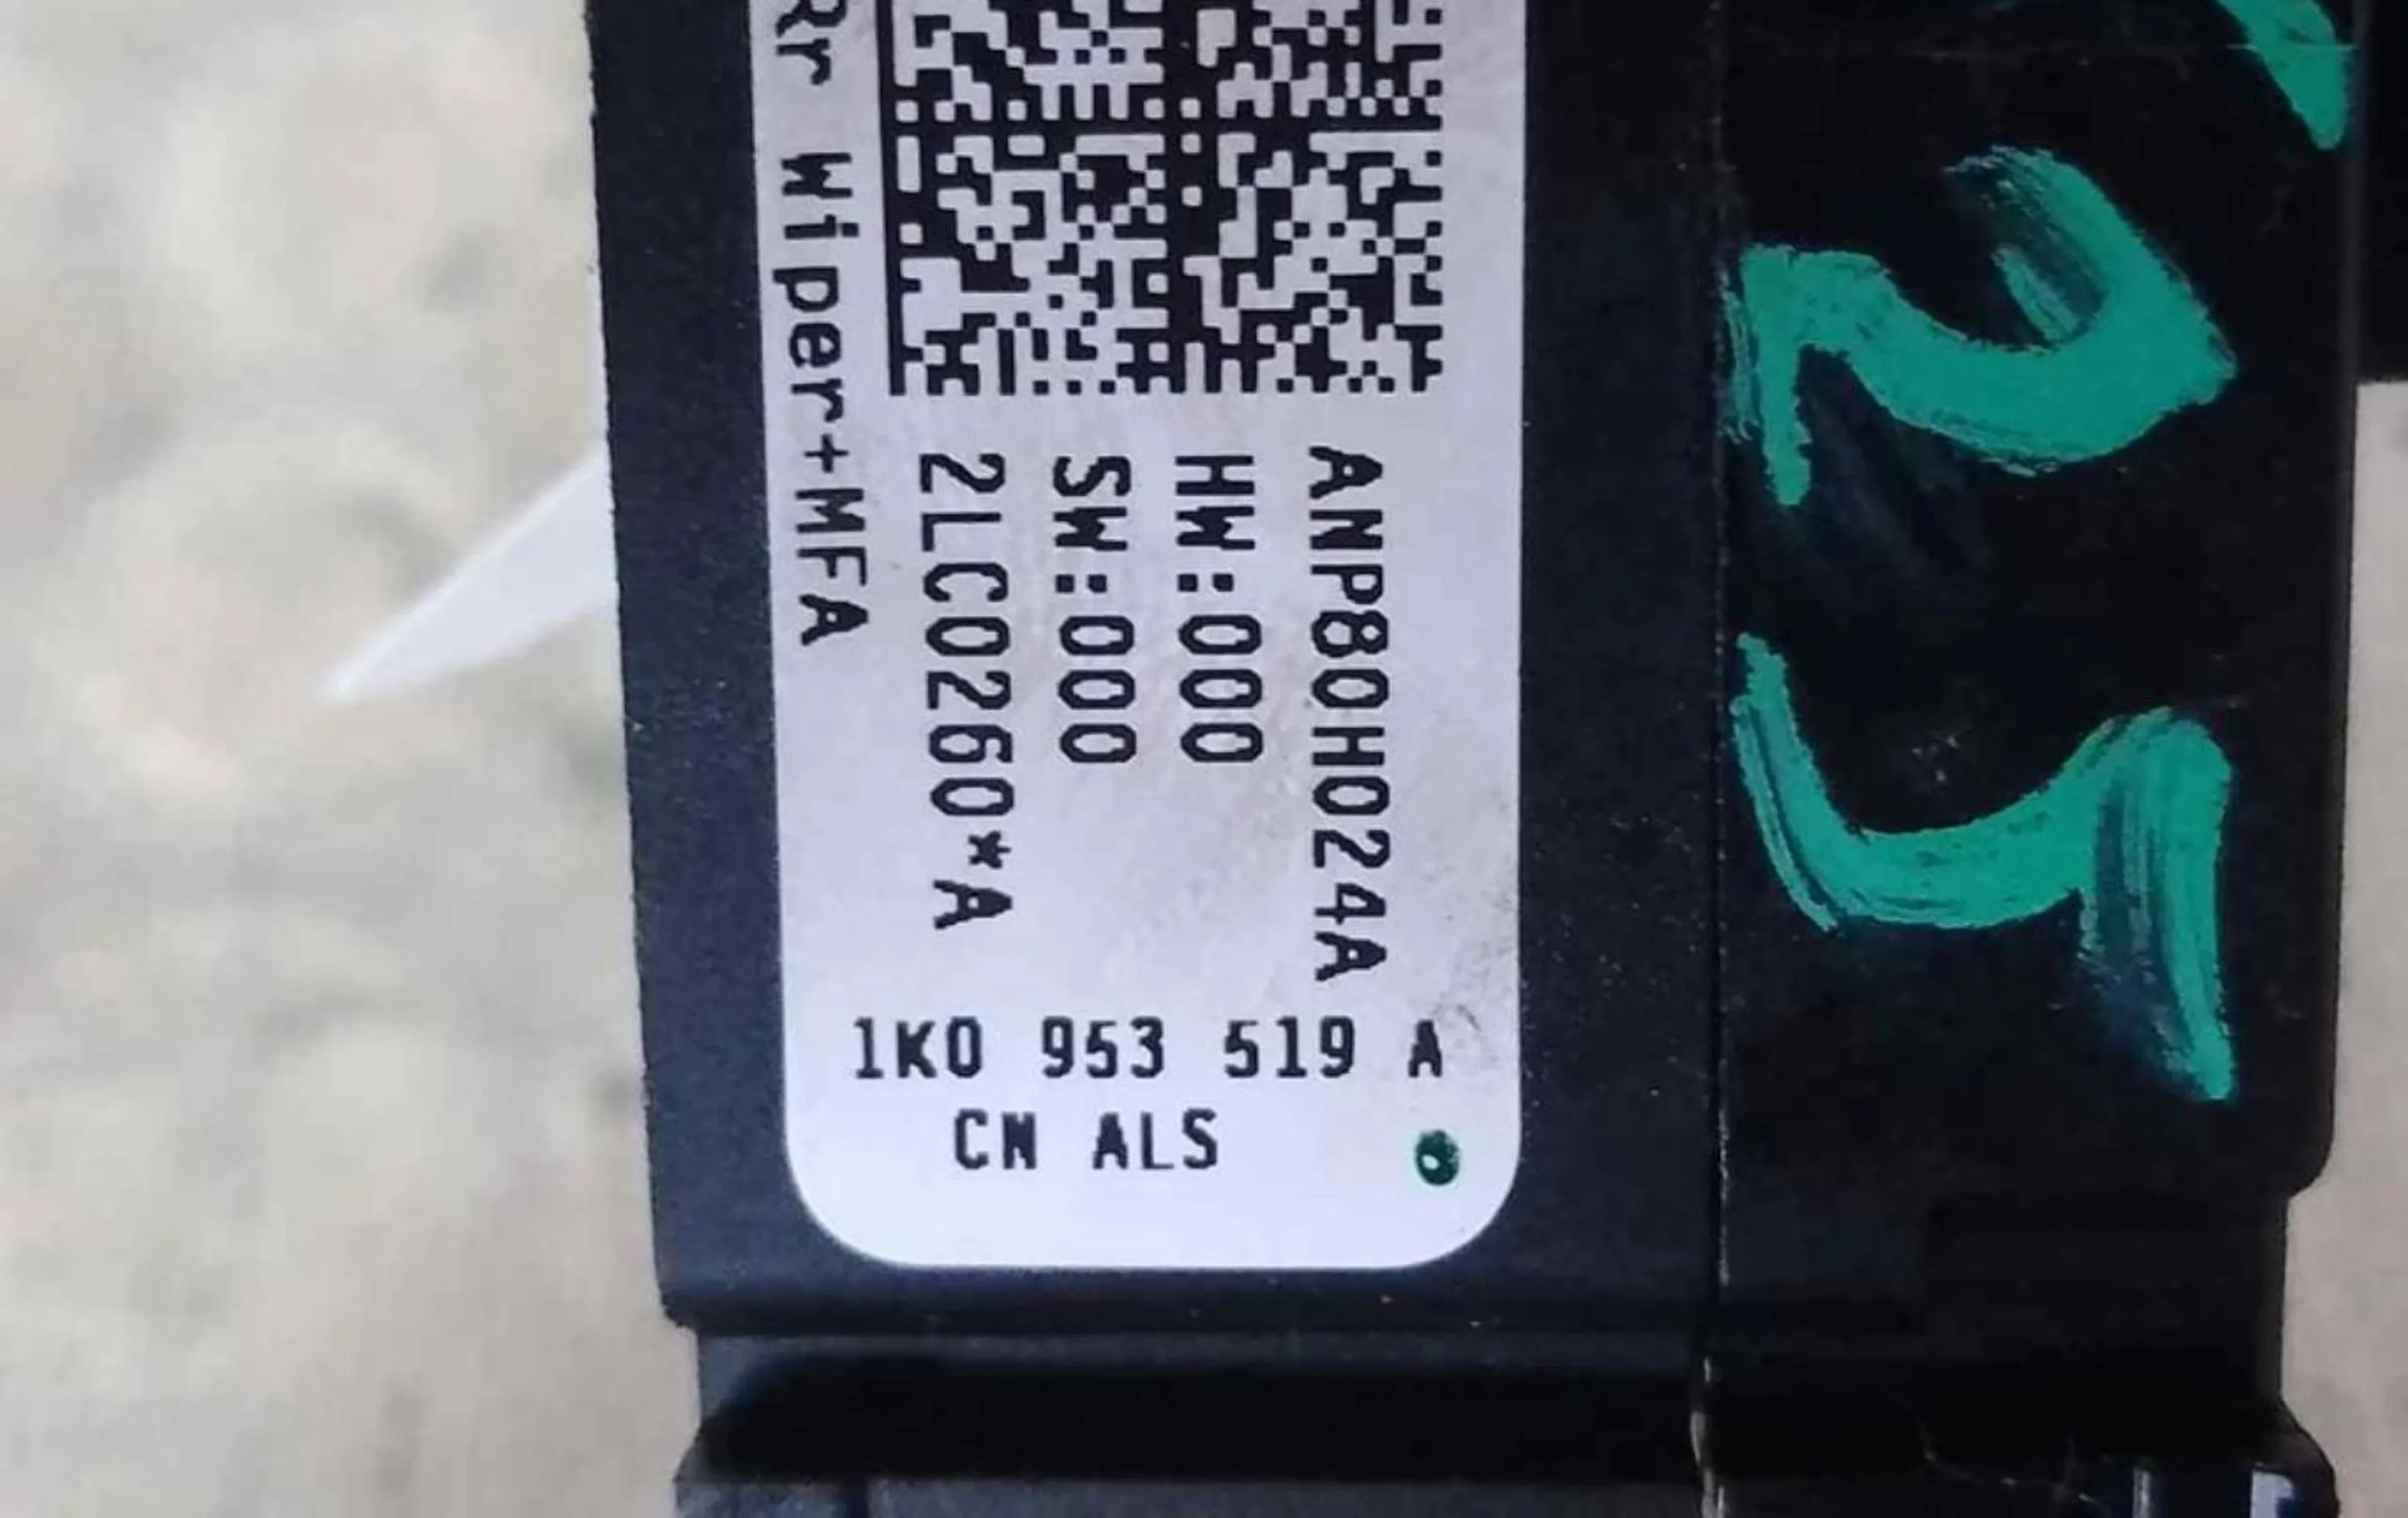 ANP80H024A
HW:000
SW:000
2LC0260*A
Rr Wiper+MFA
1K0 953 519 A
CN ALS